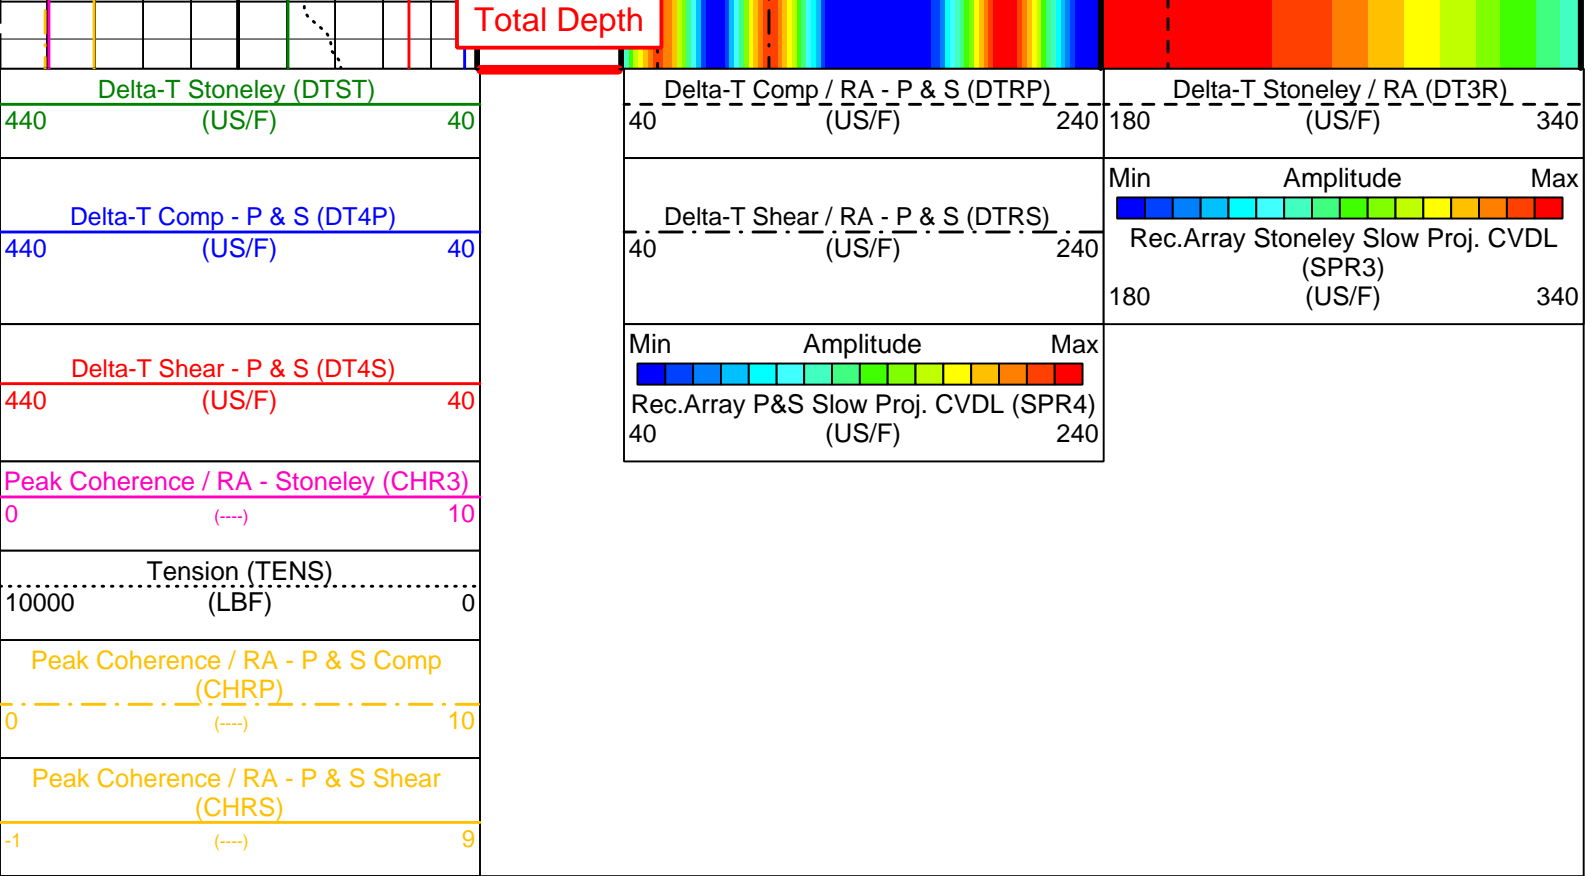 Total Depth
Delta-T Stoneley (DTST)
440 (US/F) 40
Delta-T Comp - P & S (DT4P)
440 (US/F) 40
Delta-T Shear - P & S (DT4S)
440 (US/F) 40
Peak Coherence / RA - Stoneley (CHR3)
0 (----) 10
Tension (TENS)
10000 (LBF) 0
Peak Coherence / RA - P & S Comp
(CHRP)
0 (----) 10
Peak Coherence / RA - P & S Shear
(CHRS)
-1 (----) 9
Delta-T Comp / RA - P & S (DTRP)
40 (US/F) 240
Delta-T Shear / RA - P & S (DTRS)
40 (US/F) 240
Min Amplitude Max
Rec.Array P&S Slow Proj. CVDL (SPR4)
40 (US/F) 240
Delta-T Stoneley / RA (DT3R)
180 (US/F) 340
Min Amplitude Max
Rec.Array Stoneley Slow Proj. CVDL
(SPR3)
180 (US/F) 340